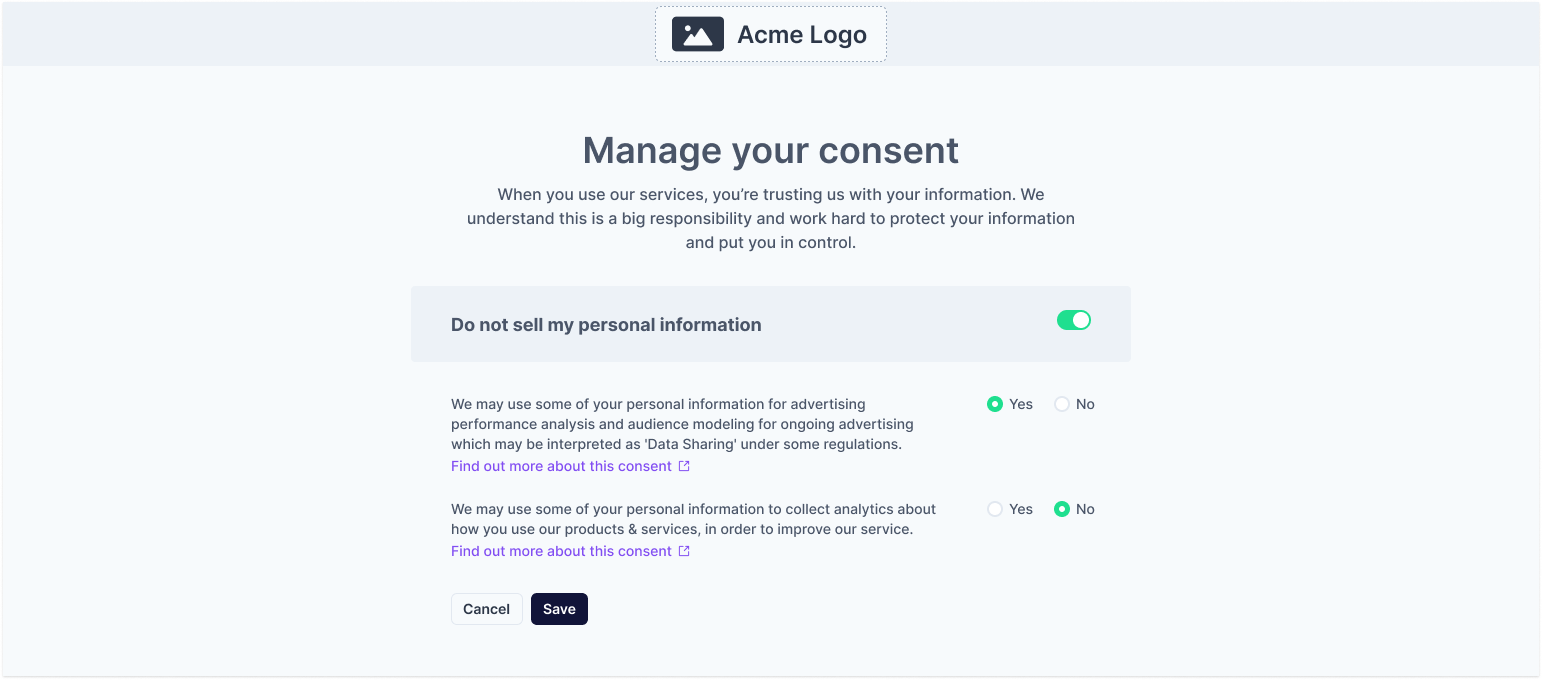 Acme Logo
Manage your consent
When you use our services, you’re trusting us with your information. We
understand this is a big responsibility and work hard to protect your information
and put you in control.
Do not sell my personal information
We may use some of your personal information for advertising
performance analysis and audience modeling for ongoing advertising
which may be interpreted as 'Data Sharing' under some regulations.
Find out more about this consent
Yes No
We may use some of your personal information to collect analytics about
how you use our products & services, in order to improve our service.
Find out more about this consent
Yes No
Cancel Save